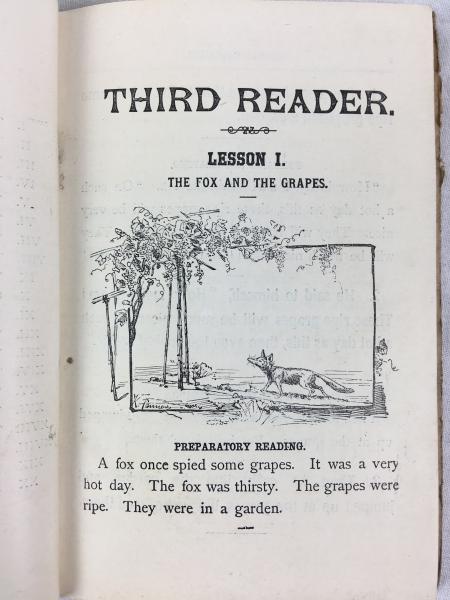 THIRD READER.
LESSON I.
THE FOX AND THE GRAPES.
PREPARATORY READING.
A fox once spied some grapes. It was a very
hot day. The fox was thirsty. The grapes were
ripe. They were in a garden.